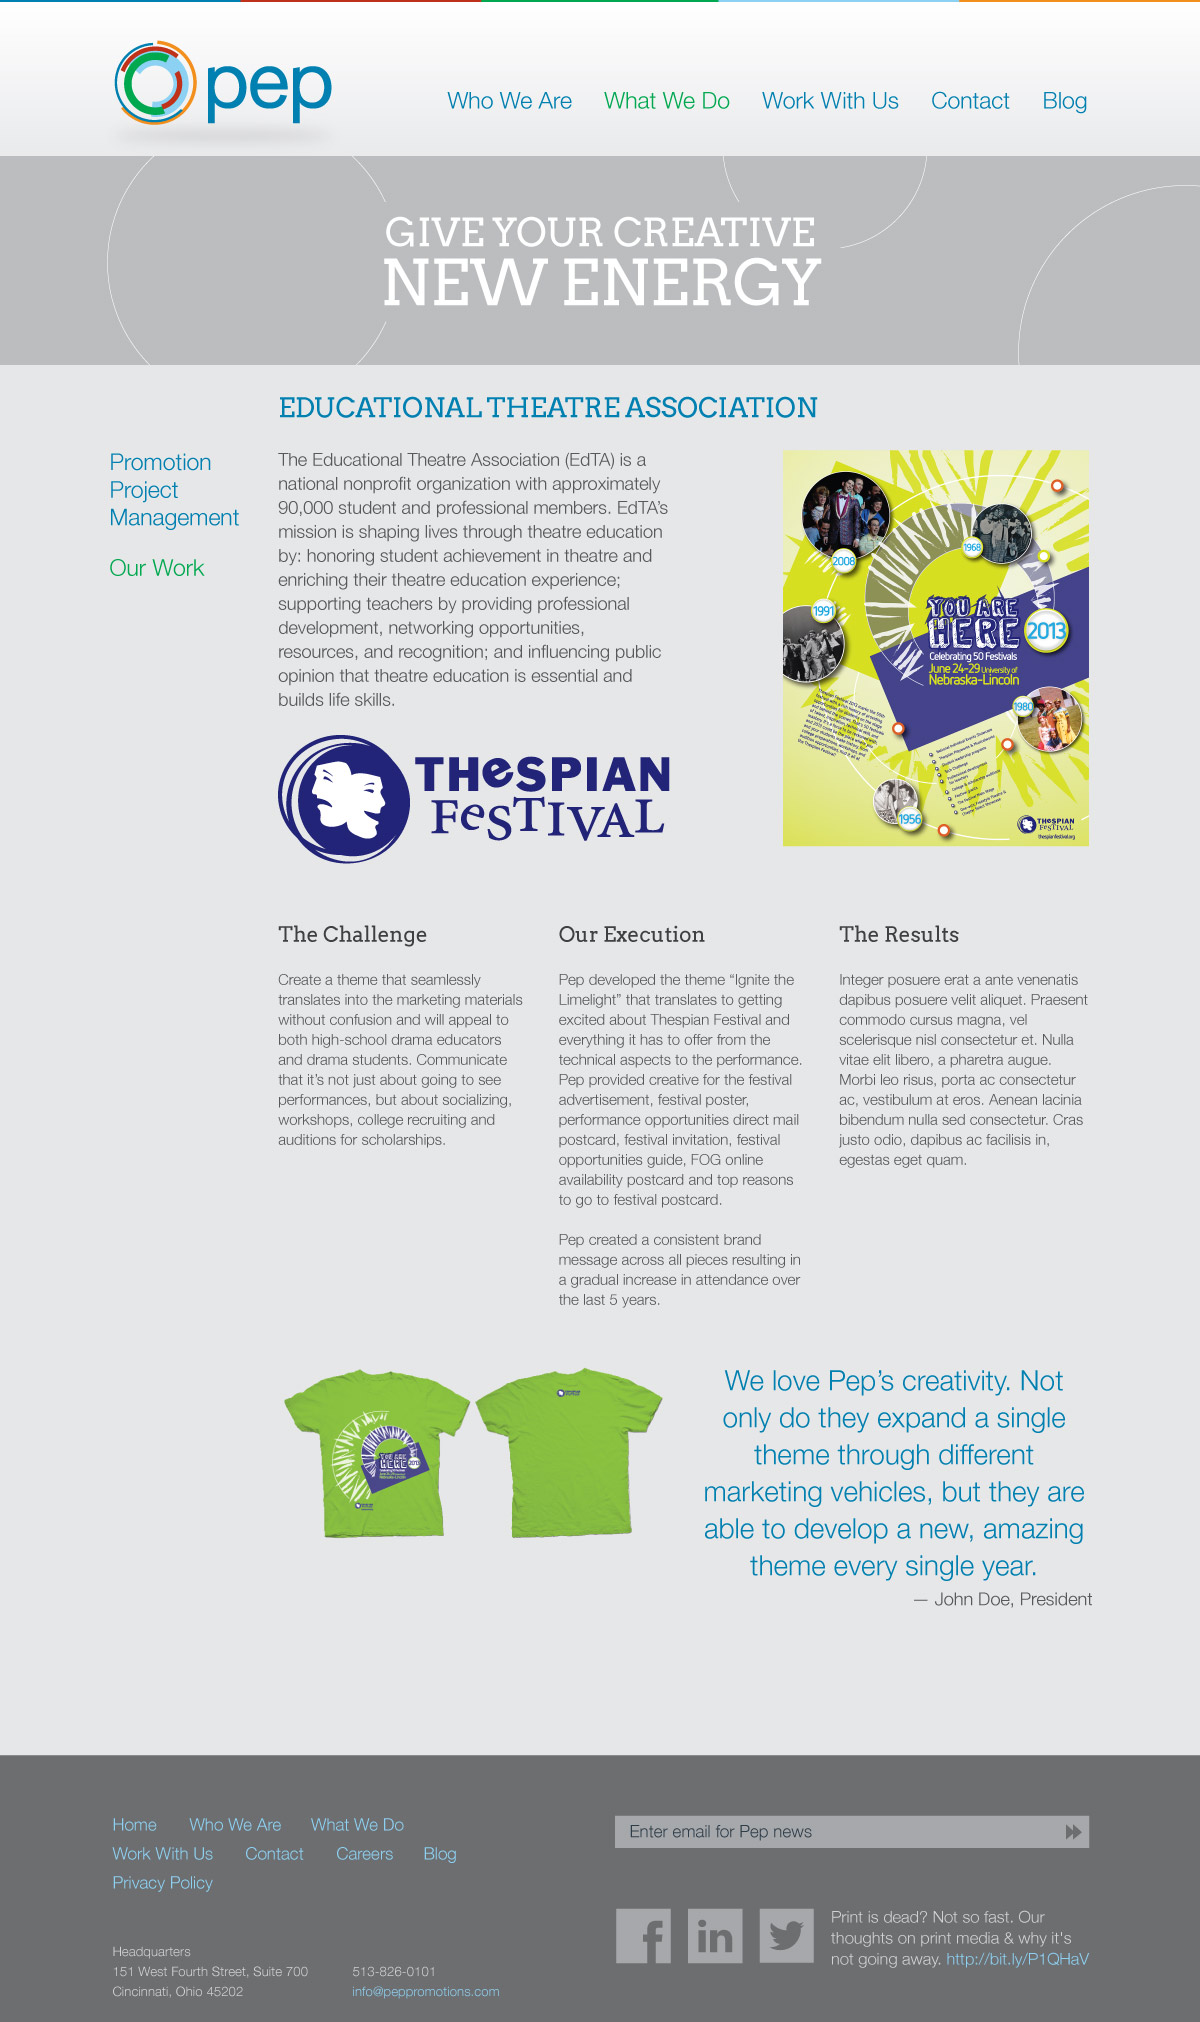 pep
Who We Are
What We Do
Work With Us
Contact
Blog
GIVE YOUR CREATIVE
NEW ENERGY
EDUCATIONAL THEATRE ASSOCIATION
Promotion
Project
Management
Our Work
The Educational Theatre Association (EdTA) is a
national nonprofit organization with approximately
90,000 student and professional members. EdTA's
mission is shaping lives through theatre education
by: honoring student achievement in theatre and
enriching their theatre education experience;
supporting teachers by providing professional
development, networking opportunities,
resources, and recognition; and influencing public
opinion that theatre education is essential and
builds life skills.
THeSPIAN
FeSTIVAL
2008
1968
1991
YOU ARE
HERE
2013
Celebrating 50 Festivals
June 24-29 University of
Nebraska-Lincoln
1980
1956
THeSPIAN
FeSTIVAL
thespianfestival.org
The Challenge
Create a theme that seamlessly
translates into the marketing materials
without confusion and will appeal to
both high-school drama educators
and drama students. Communicate
that it's not just about going to see
performances, but about socializing,
workshops, college recruiting and
auditions for scholarships.
Our Execution
Pep developed the theme “Ignite the
Limelight” that translates to getting
excited about Thespian Festival and
everything it has to offer from the
technical aspects to the performance.
Pep provided creative for the festival
advertisement, festival poster,
performance opportunities direct mail
postcard, festival invitation, festival
opportunities guide, FOG online
availability postcard and top reasons
to go to festival postcard.
Pep created a consistent brand
message across all pieces resulting in
a gradual increase in attendance over
the last 5 years.
The Results
Integer posuere erat a ante venenatis
dapibus posuere velit aliquet. Praesent
commodo cursus magna, vel
scelerisque nisl consectetur et. Nulla
vitae elit libero, a pharetra augue.
Morbi leo risus, porta ac consectetur
ac, vestibulum at eros. Aenean lacinia
bibendum nulla sed consectetur. Cras
justo odio, dapibus ac facilisis in,
egestas eget quam.
YOU ARE
HERE
2013
Nebraska-Lincoln
We love Pep's creativity. Not
only do they expand a single
theme through different
marketing vehicles, but they are
able to develop a new, amazing
theme every single year.
— John Doe, President
Home
Who We Are
What We Do
Work With Us
Contact
Careers
Blog
Privacy Policy
Enter email for Pep news
f
in
Print is dead? Not so fast. Our
thoughts on print media & why it's
not going away. http://bit.ly/P1QHaV
Headquarters
151 West Fourth Street, Suite 700
Cincinnati, Ohio 45202
513-826-0101
info@peppromotions.com